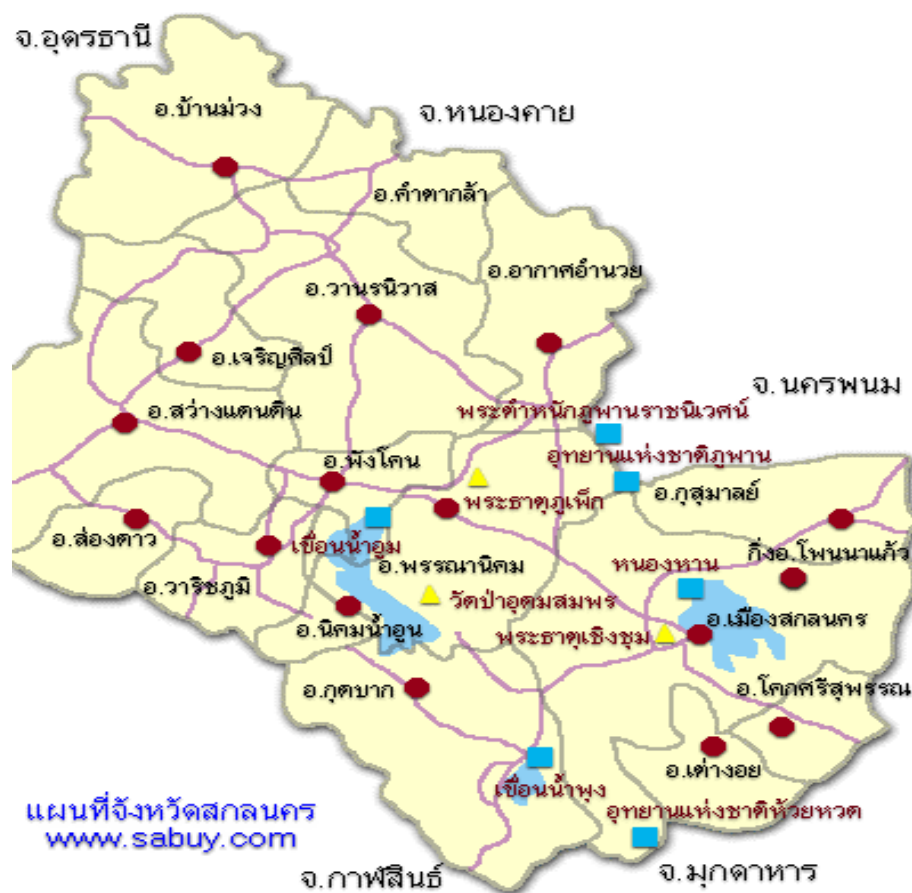 จ.อุดรธานี
อ.บ้านม่วง
จ.หนองคาย
อ.คำตากล้า
อ.อากาศอำนวย
อ.วานรนิวาส
อ.เจริญศิลป์
จ.นครพนม
อ.สว่างแดนดิน
พระตำหนักภูพานราชนิเวศน์
อุทยานแห่งชาติภูพาน
อ.พังโคน
อ.กุสุมาลย์
พระธาตุภูเพ็ก
อ.ส่องดาว
เขื่อนน้ำอูม
กิ่งอ.โพนนาแก้ว
อ.พรรณานิคม
หนองหาน
อ.วาริชภูมิ
วัดป่าอุดมสมพร
อ.นิคมน้ำอูน
พระธาตุเชิงชุม
อ.เมืองสกลนคร
อ.กุดบาก
อ.โคกศรีสุพรรณ
อ.เต่างอย
เขื่อนน้ำพุง
อุทยานแห่งชาติห้วยหวด
แผนที่จังหวัดสกลนคร
www.sabuy.com
จ.กาฬสินธ์
จ.มุกดาหาร